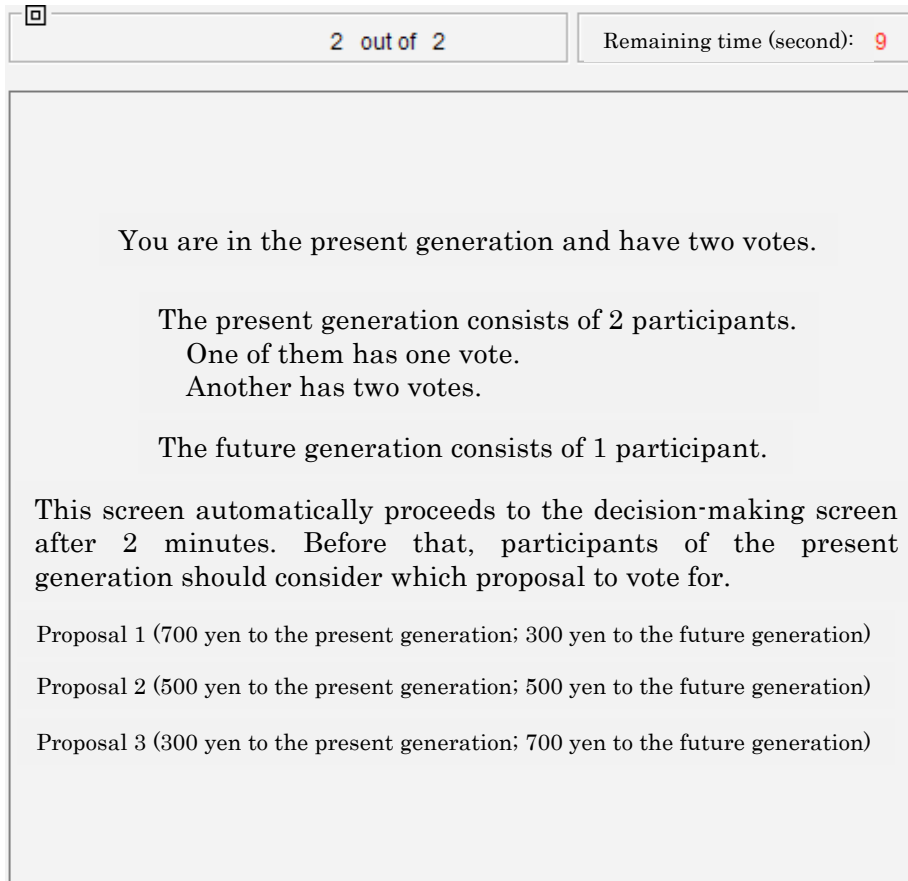 2 out of 2
Remaining time (second): 9
You are in the present generation and have two votes.
The present generation consists of 2 participants.
One of them has one vote.
Another has two votes.
The future generation consists of 1 participant.
This screen automatically proceeds to the decision-making screen
after 2 minutes. Before that, participants of the present
generation should consider which proposal to vote for.
Proposal 1 (700 yen to the present generation; 300 yen to the future generation)
Proposal 2 (500 yen to the present generation; 500 yen to the future generation)
Proposal 3 (300 yen to the present generation; 700 yen to the future generation)